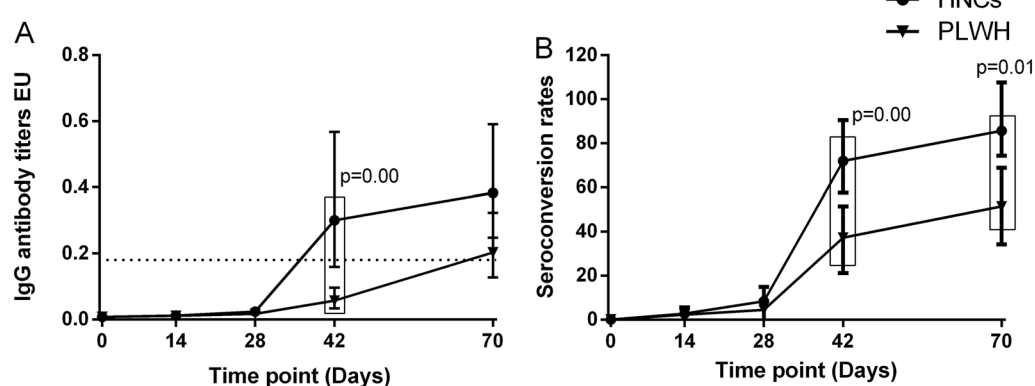 HNCs
PLWH
A
IgG antibody titers EU
0.8
0.6
0.4
0.2
0.0
p=0.00
0 14 28 42 70
Time point (Days)
B
Seroconversion rates
120
100
80
60
40
20
0
p=0.00
p=0.01
0 14 28 42 70
Time point (Days)